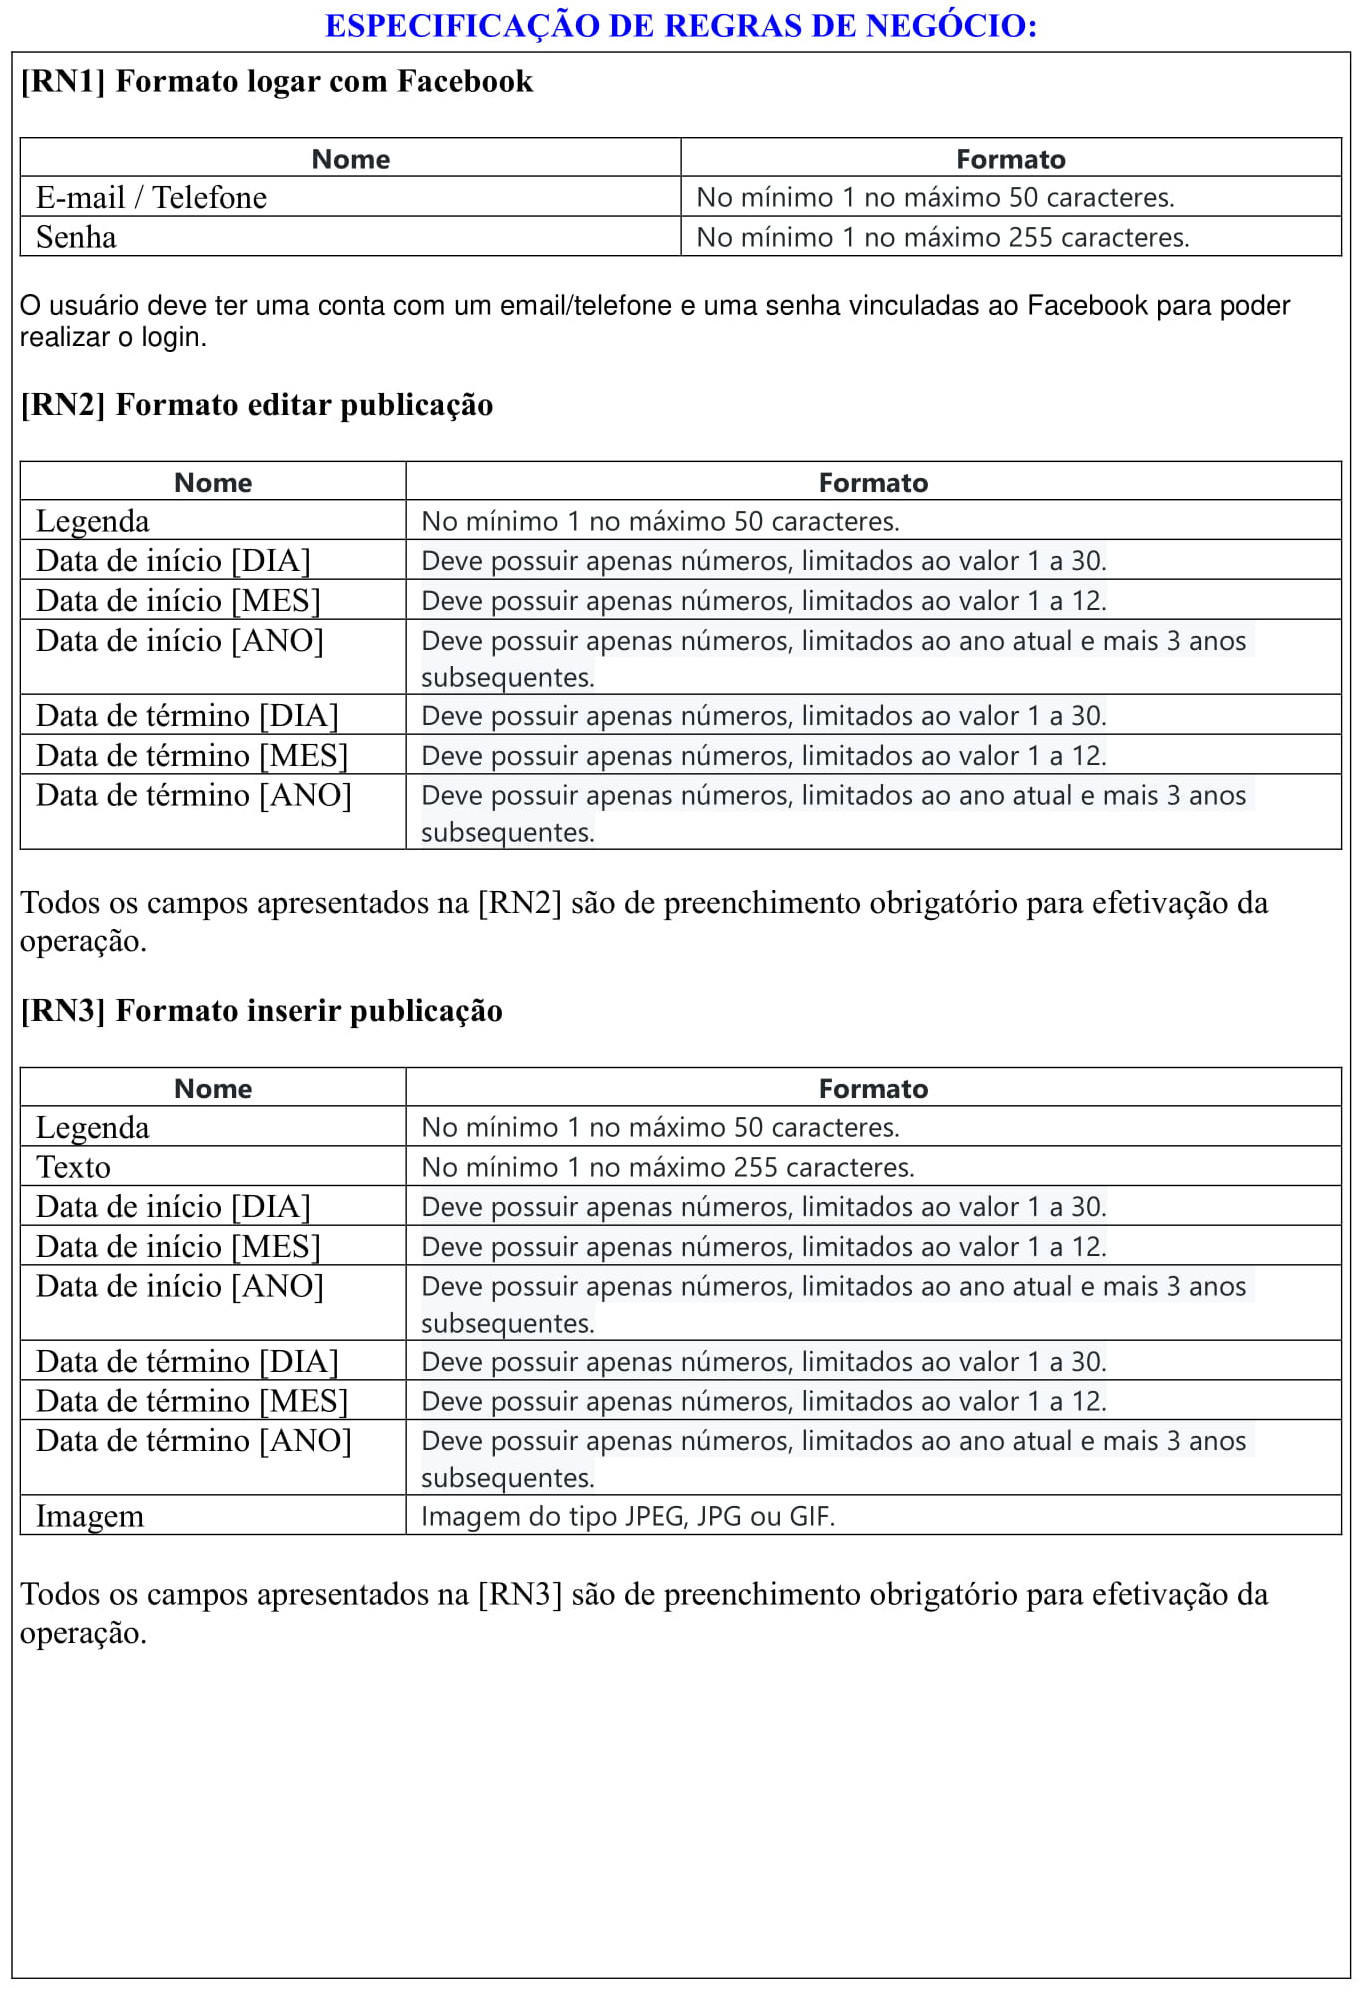 ESPECIFICAÇÃO DE REGRAS DE NEGÓCIO:
[RN1] Formato logar com Facebook
Nome Formato
E-mail / Telefone No mínimo 1 no máximo 50 caracteres.
Senha No mínimo 1 no máximo 255 caracteres.
O usuário deve ter uma conta com um email/telefone e uma senha vinculadas ao Facebook para poder
realizar o login.
[RN2] Formato editar publicação
Nome Formato
Legenda No mínimo 1 no máximo 50 caracteres.
Data de início [DIA] Deve possuir apenas números, limitados ao valor 1 a 30.
Data de início [MES] Deve possuir apenas números, limitados ao valor 1 a 12.
Data de início [ANO] Deve possuir apenas números, limitados ao ano atual e mais 3 anos
subsequentes.
Data de término [DIA] Deve possuir apenas números, limitados ao valor 1 a 30.
Data de término [MES] Deve possuir apenas números, limitados ao valor 1 a 12.
Data de término [ANO] Deve possuir apenas números, limitados ao ano atual e mais 3 anos
subsequentes.
Todos os campos apresentados na [RN2] são de preenchimento obrigatório para efetivação da
operação.
[RN3] Formato inserir publicação
Nome Formato
Legenda No mínimo 1 no máximo 50 caracteres.
Texto No mínimo 1 no máximo 255 caracteres.
Data de início [DIA] Deve possuir apenas números, limitados ao valor 1 a 30.
Data de início [MES] Deve possuir apenas números, limitados ao valor 1 a 12.
Data de início [ANO] Deve possuir apenas números, limitados ao ano atual e mais 3 anos
subsequentes.
Data de término [DIA] Deve possuir apenas números, limitados ao valor 1 a 30.
Data de término [MES] Deve possuir apenas números, limitados ao valor 1 a 12.
Data de término [ANO] Deve possuir apenas números, limitados ao ano atual e mais 3 anos
subsequentes.
Imagem Imagem do tipo JPEG, JPG ou GIF.
Todos os campos apresentados na [RN3] são de preenchimento obrigatório para efetivação da
operação.